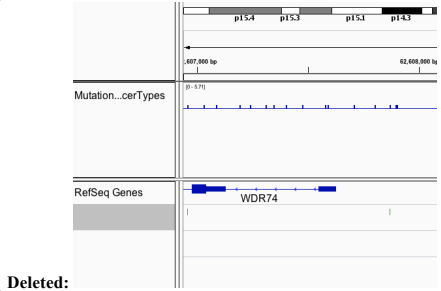 p15.4 p15.3 p15.1 p14.3
,607,000 bp 62,608,000 bp
[0 - 5.71]
Mutation...cerTypes
RefSeq Genes
WDR74
Deleted: